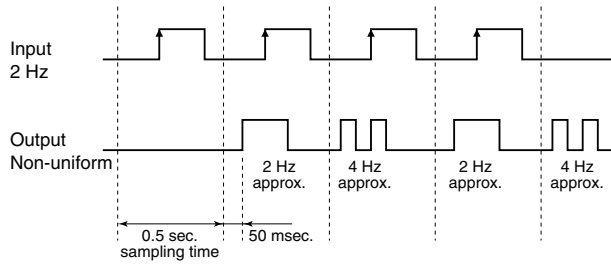 Input
2 Hz
Output
Non-uniform
2 Hz
approx.
4 Hz
approx.
2 Hz
approx.
4 Hz
approx.
0.5 sec.
sampling time
50 msec.